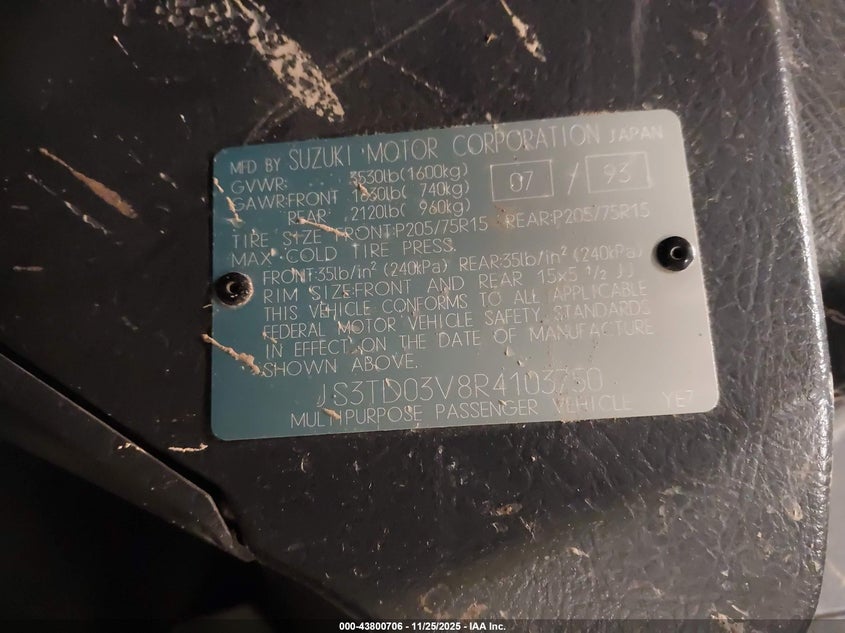 MFD BY SUZUKI MOTOR CORPORATION JAPAN
GVWR: 3530lb(1600kg) 07 / 93
GAWR:FRONT 1630lb( 740kg)
REAR: 2120lb( 960kg)
TIRE SIZE FRONT:P205/75R15 REAR:P205/75R15
MAX COLD TIRE PRESS.
FRONT:35lb/in² (240kPa) REAR:35lb/in² (240kPa)
RIM SIZE:FRONT AND REAR 15x5 1/2 JJ
THIS VEHICLE CONFORMS TO ALL APPLICABLE
FEDERAL MOTOR VEHICLE SAFETY STANDARDS
IN EFFECT ON THE DATE OF MANUFACTURE
SHOWN ABOVE.
JS3TD03V8R4103750
MULTIPURPOSE PASSENGER VEHICLE YE7
000-43800706 - 11/25/2025 - IAA Inc.